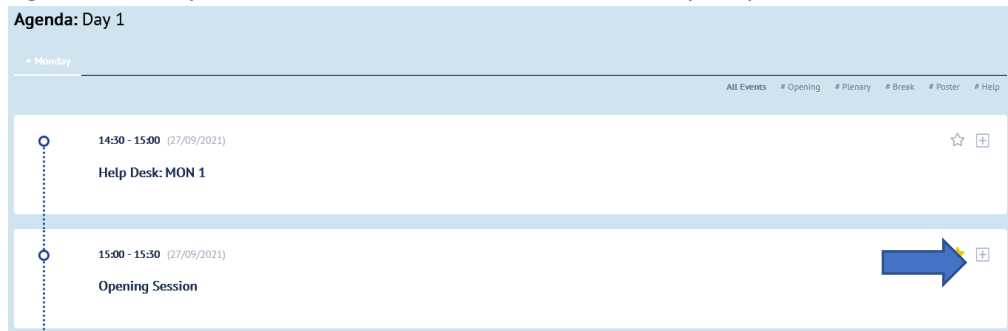 Agenda: Day 1
- Monday
All Events # Opening # Plenary # Break # Poster # Help
14:30 - 15:00 (27/09/2021)
Help Desk: MON 1
15:00 - 15:30 (27/09/2021)
Opening Session